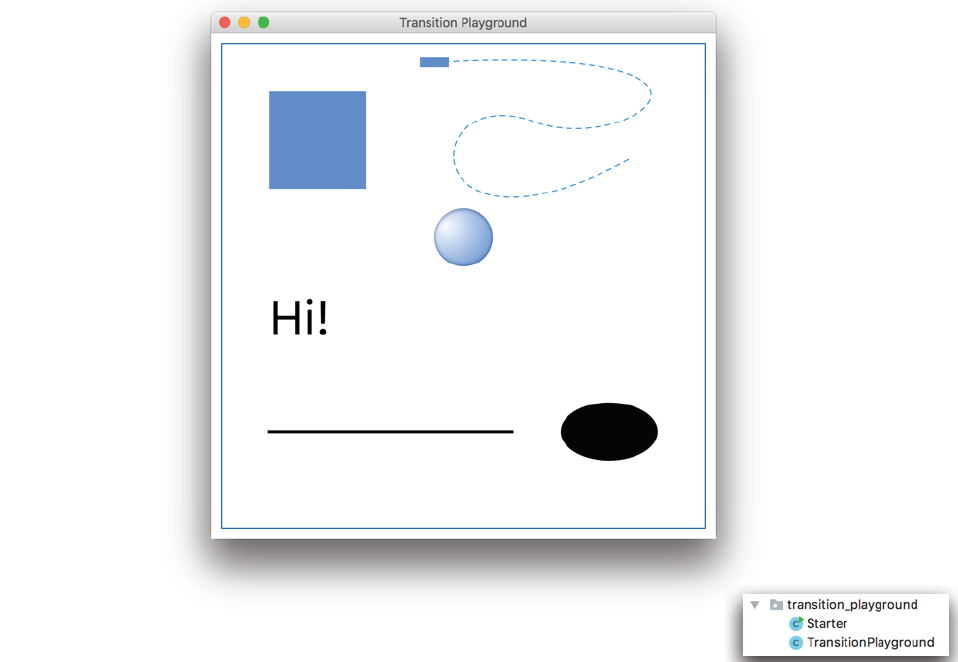 Transition Playground
Hi!
transition_playground
C Starter
C TransitionPlayground